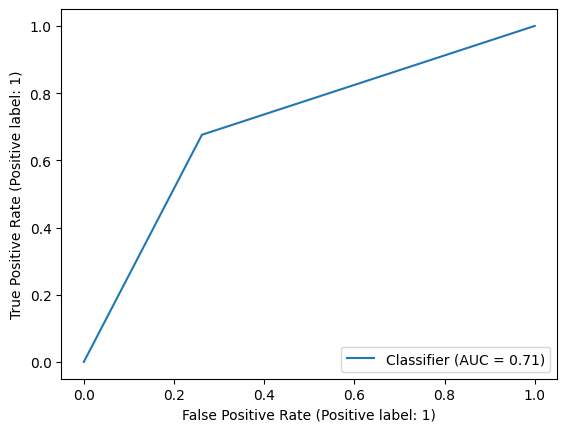 1.0
0.8
0.6
0.4
0.2
0.0
True Positive Rate (Positive label: 1)
Classifier (AUC = 0.71)
0.0 0.2 0.4 0.6 0.8 1.0
False Positive Rate (Positive label: 1)